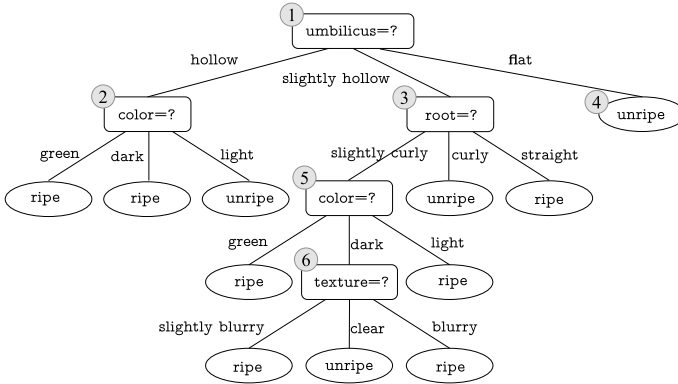 1
umbilicus=?
hollow
slightly hollow
flat
2
color=?
3
root=?
4
unripe
green
dark
light
slightly curly
curly
straight
ripe
ripe
unripe
5
color=?
unripe
ripe
green
dark
light
ripe
6
texture=?
ripe
slightly blurry
clear
blurry
ripe
unripe
ripe